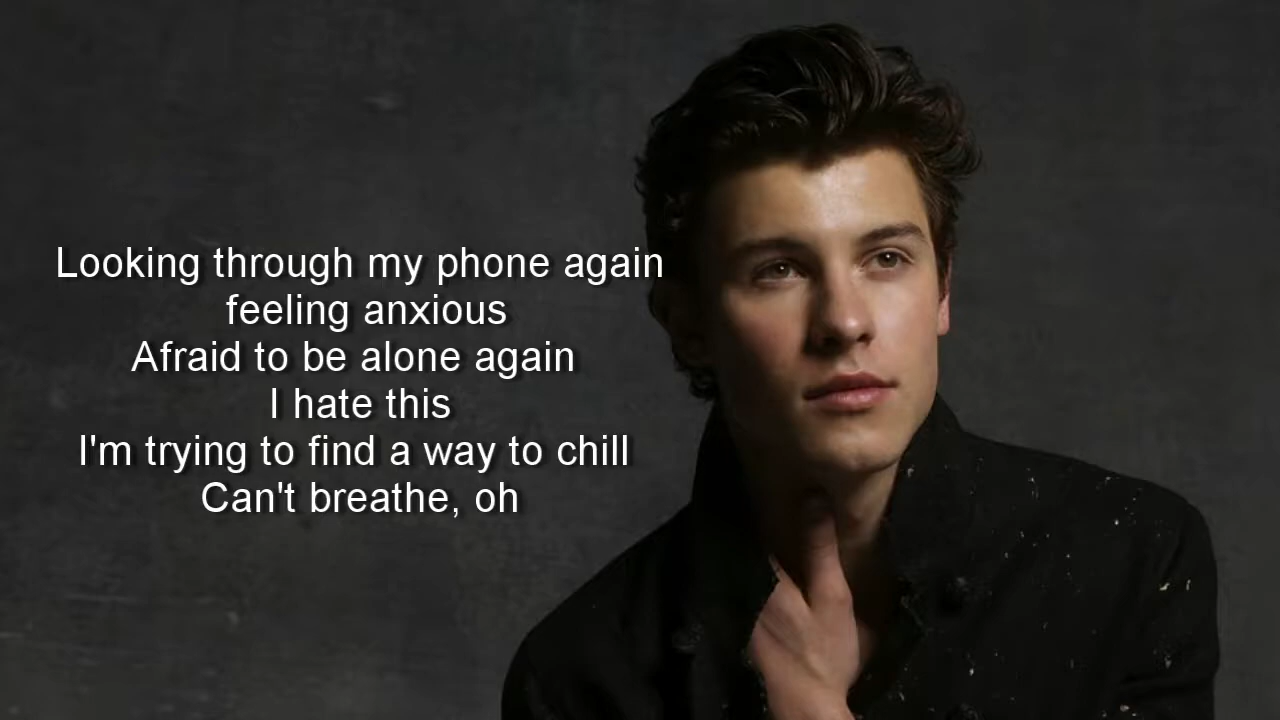 Looking through my phone again
feeling anxious
Afraid to be alone again
I hate this
I'm trying to find a way to chill
Can't breathe, oh